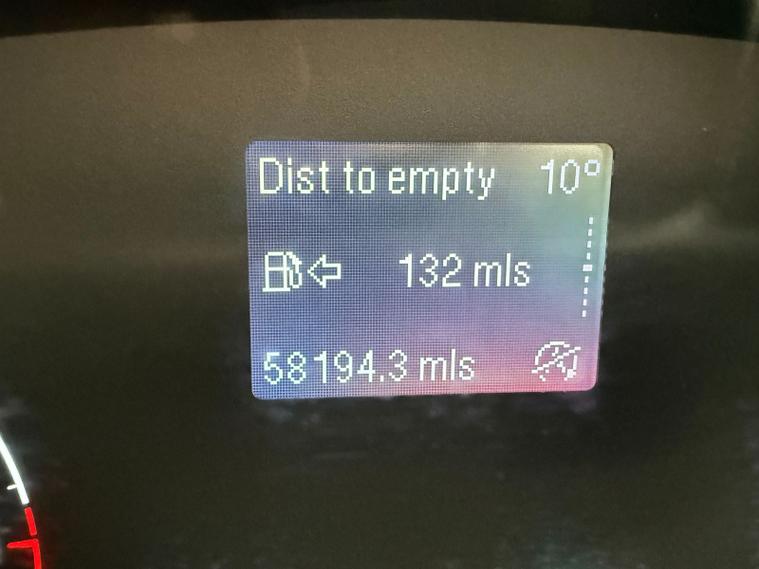 Dist to empty 10°
132 mls
58194.3 mls